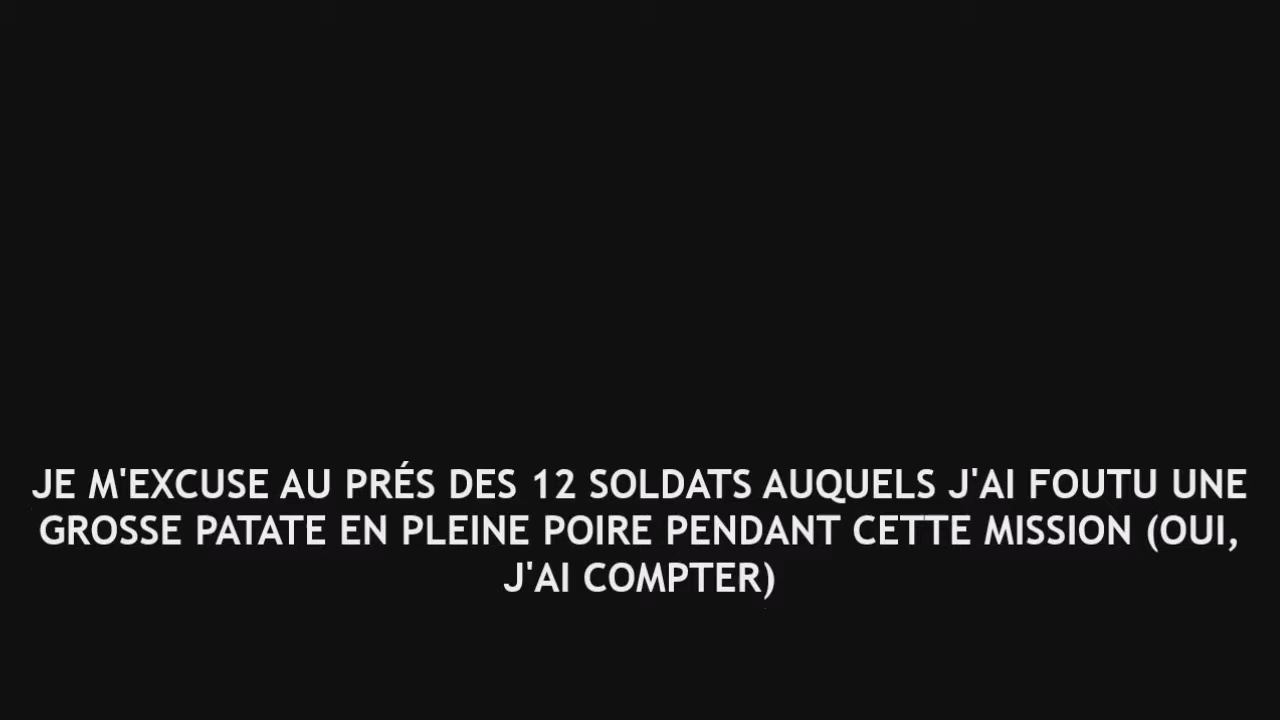 JE M'EXCUSE AU PRÉS DES 12 SOLDATS AUQUELS J'AI FOUTU UNE
GROSSE PATATE EN PLEINE POIRE PENDANT CETTE MISSION (OUI,
J'AI COMPTER)